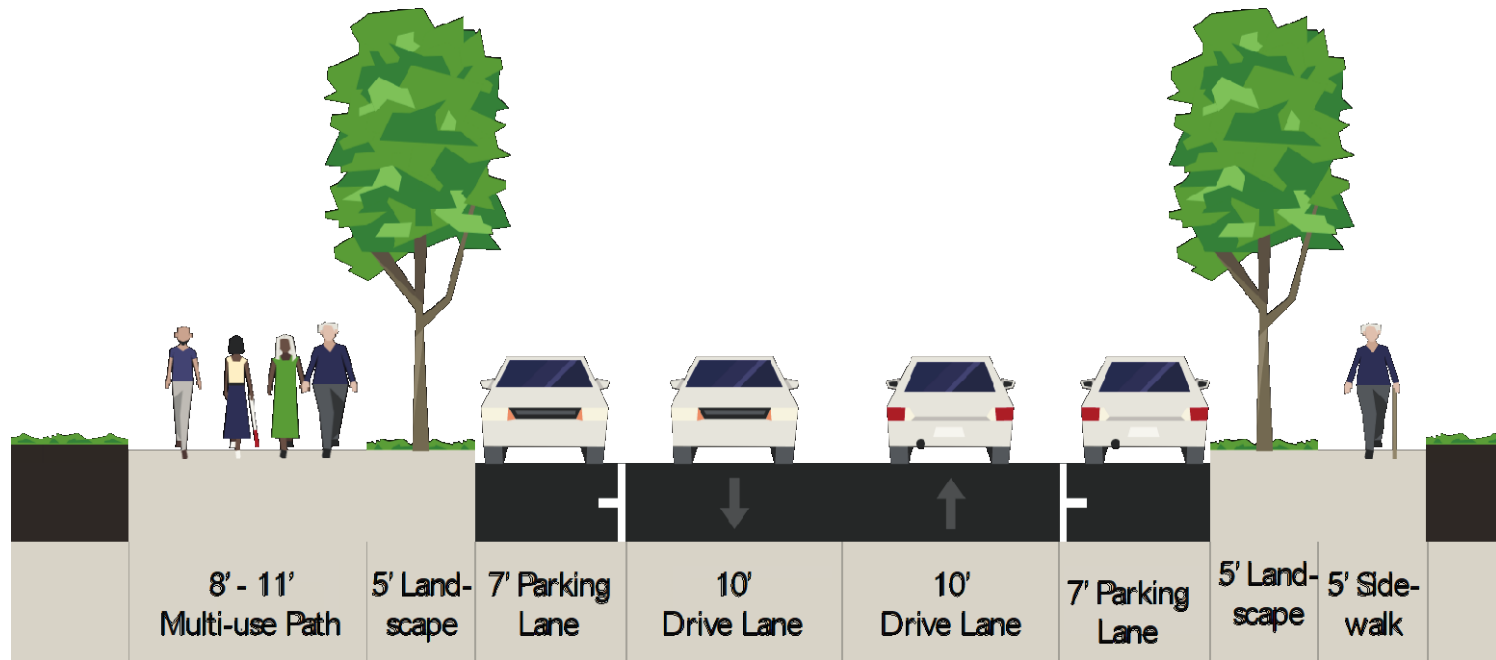 8' - 11'
Multi-use Path
5' Land-
scape
7' Parking
Lane
10'
Drive Lane
10'
Drive Lane
7' Parking
Lane
5' Land-
scape
5' Side-
walk